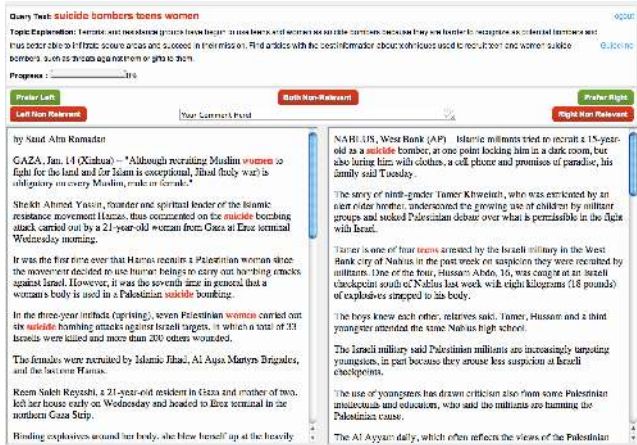 Query Text: suicide bombers teens women
logout
Topic Explanation: Terrorist and resistance groups have begun to use teens and women as suicide bombers because they are harder to recognize as potential bombers and
thus better able to infiltrate secure areas and succeed in their mission. Find articles with the best information about techniques used to recruit teen and women suicide
Guideline
bombers, such as threats against them or gifts to them.
Progress :
Prefer Left
Both Non-Relevant
Prefer Right
Left Non Relevant
Your Comment Here!
Right Non Relevant
by Saud Abu Ramadan
GAZA, Jan. 14 (Xinhua) -- "Although recruiting Muslim women to
fight for the land and for Islam is exceptional, Jihad (holy war) is
obligatory on every Muslim, male or female."
Sheikh Ahmed Yassin, founder and spiritual leader of the Islamic
resistance movement Hamas, thus commented on the suicide bombing
attack carried out by a 21-year-old woman from Gaza at Erez terminal
Wednesday morning.
It was the first time ever that Hamas recruits a Palestinian woman since
the movement decided to use human beings to carry out bombing attacks
against Israel. However, it was the seventh time in general that a
woman's body is used in a Palestinian suicide bombing.
In the three-year intifada (uprising), seven Palestinian women carried out
six suicide bombing attacks against Israeli targets, in which a total of 33
Israelis were killed and more than 200 others wounded.
The females were recruited by Islamic Jihad, Al Aqsa Martyrs Brigades,
and the last one Hamas.
Reem Saleh Reyashi, a 21-year-old resident in Gaza and mother of two,
left her house early on Wednesday and headed to Erez terminal in the
northern Gaza Strip.
Binding explosives around her body, she blew herself up at the heavily
NABLUS, West Bank (AP) Islamic militants tried to recruit a 15-year-
old as a suicide bomber, at one point locking him in a dark room, but
also luring him with clothes, a cell phone and promises of paradise, his
family said Tuesday.
The story of ninth-grader Tamer Khweirah, who was extricated by an
alert older brother, underscored the growing use of children by militant
groups and stoked Palestinian debate over what is permissible in the fight
with Israel.
Tamer is one of four teens arrested by the Israeli military in the West
Bank city of Nablus in the past week on suspicion they were recruited by
militants. One of the four, Hussam Abdo, 16, was caught at an Israeli
checkpoint south of Nablus last week with eight kilograms (18 pounds)
of explosives strapped to his body.
The boys knew each other, relatives said. Tamer, Hussam and a third
youngster attended the same Nablus high school.
The Israeli military said Palestinian militants are increasingly targeting
youngsters, in part because they arouse less suspicion at Israeli
checkpoints.
The use of youngsters has drawn criticism also from some Palestinian
intellectuals and educators, who said the militants are harming the
Palestinian cause.
The Al Ayyam daily, which often reflects the views of the Palestinian